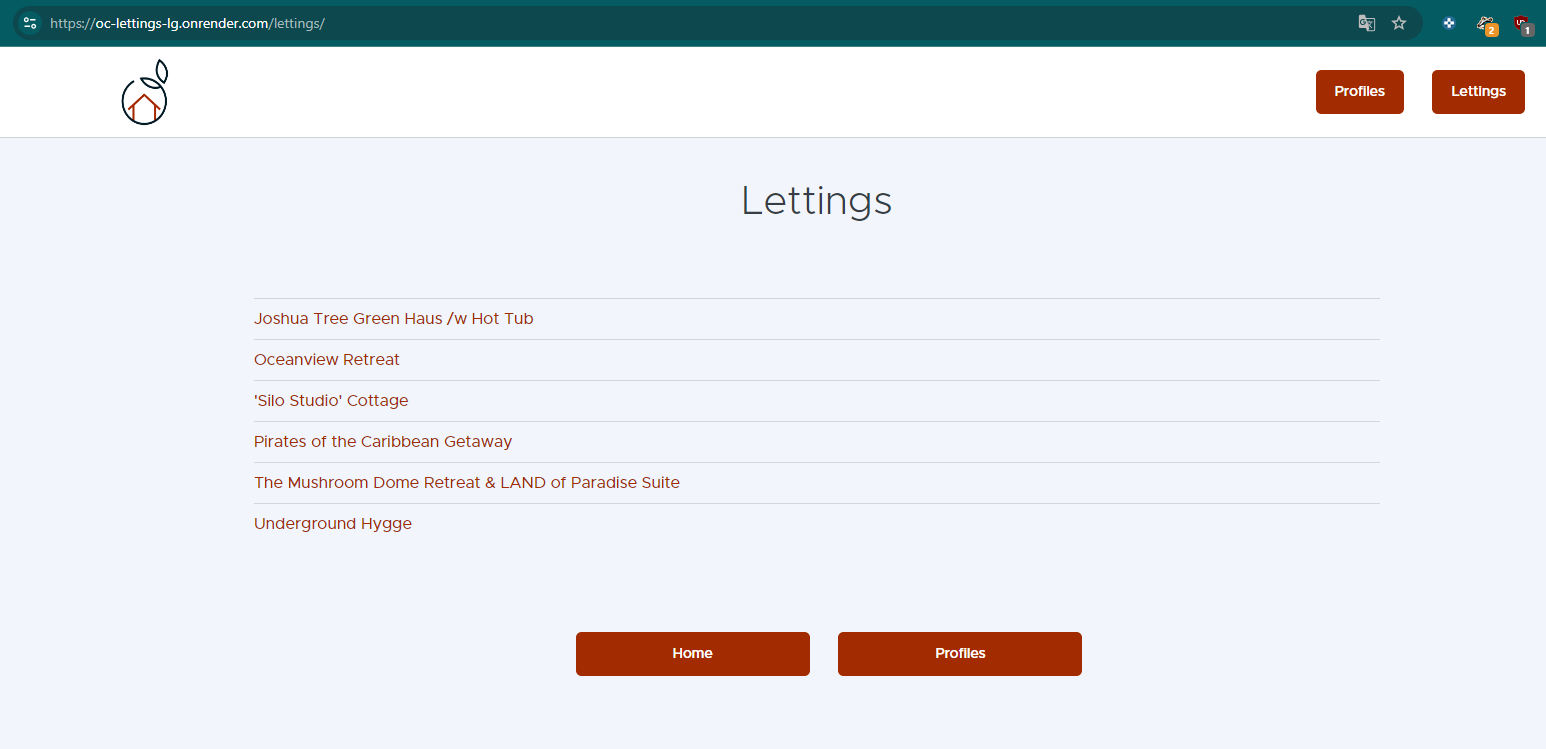 https://oc-lettings-lg.onrender.com/lettings/
2
1
Profiles
Lettings
Lettings
Joshua Tree Green Haus /w Hot Tub
Oceanview Retreat
'Silo Studio' Cottage
Pirates of the Caribbean Getaway
The Mushroom Dome Retreat & LAND of Paradise Suite
Underground Hygge
Home
Profiles